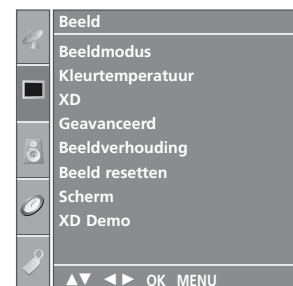 Beeld
Beeldmodus
Kleurtemperatuur
XD
Geavanceerd
Beeldverhouding
Beeld resetten
Scherm
XD Demo
▲▼ ◄► OK MENU